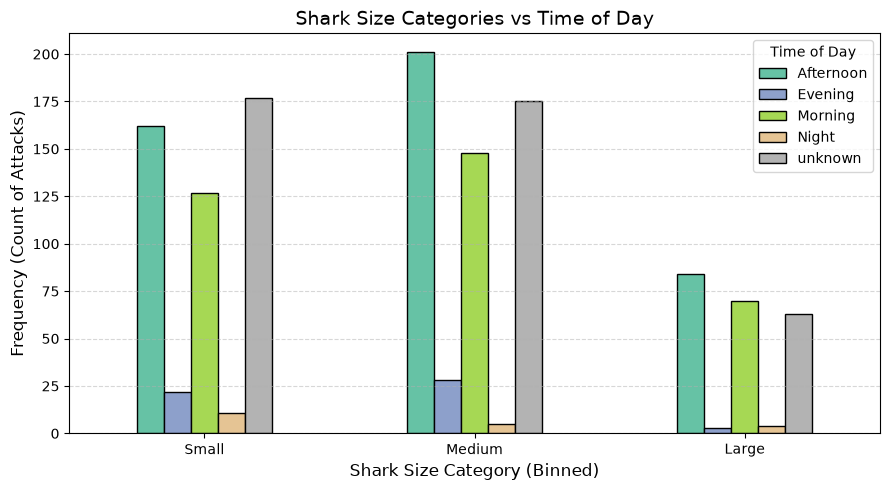 Shark Size Categories vs Time of Day
Frequency (Count of Attacks)
200
175
150
125
100
75
50
25
0
Time of Day
Afternoon
Evening
Morning
Night
unknown
Small
Medium
Large
Shark Size Category (Binned)